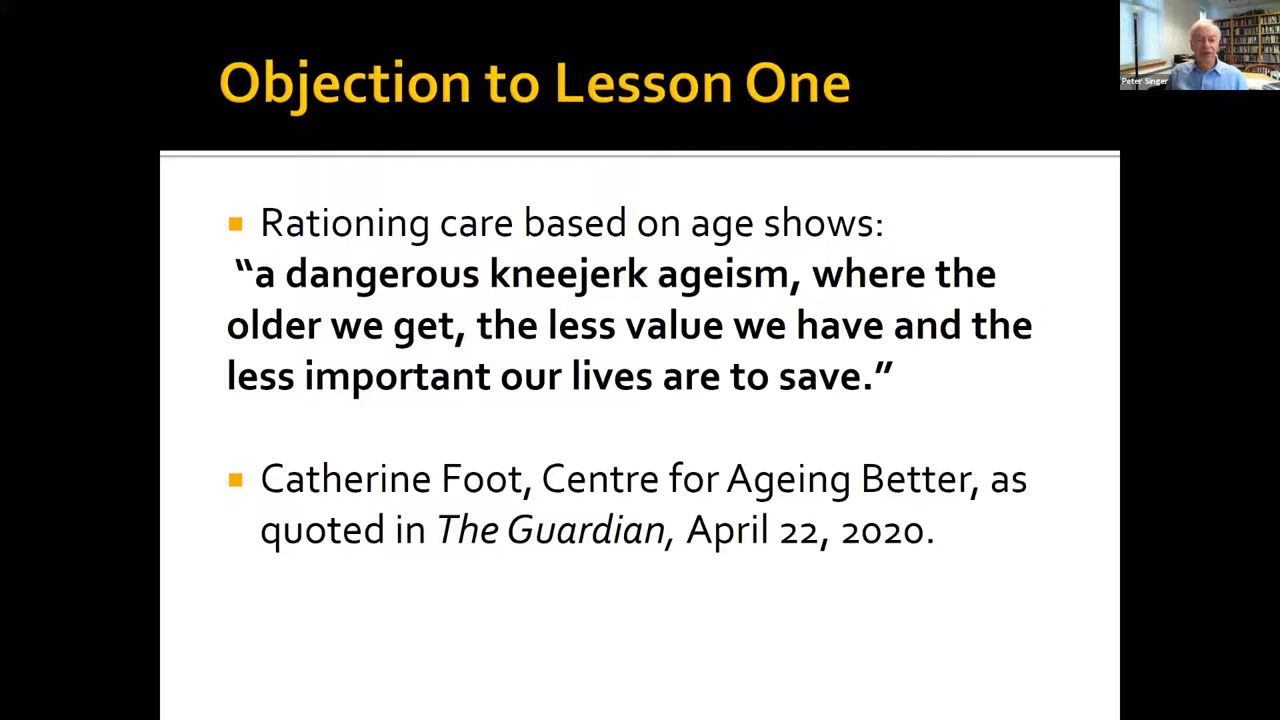 Objection to Lesson One
Peter Singer
Rationing care based on age shows:
“a dangerous kneejerk ageism, where the
older we get, the less value we have and the
less important our lives are to save.”
Catherine Foot, Centre for Ageing Better, as
quoted in The Guardian, April 22, 2020.